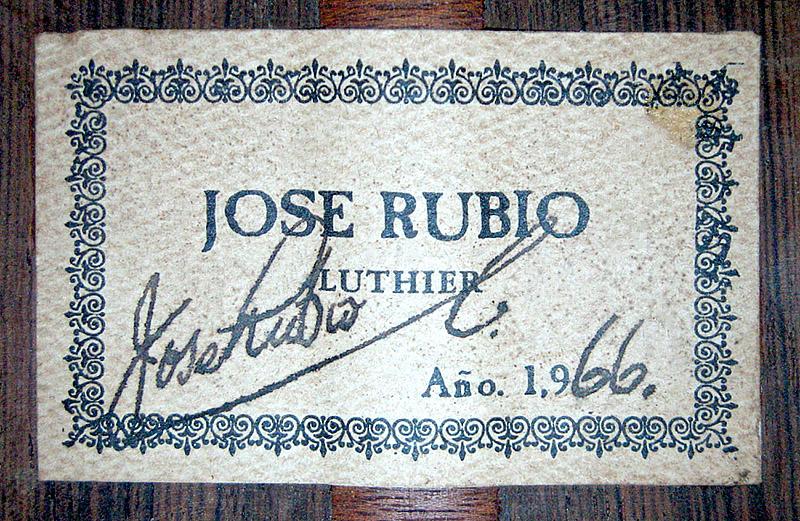 JOSE RUBIO
LUTHIER
Jose Rubio C.
Año. 1.966.